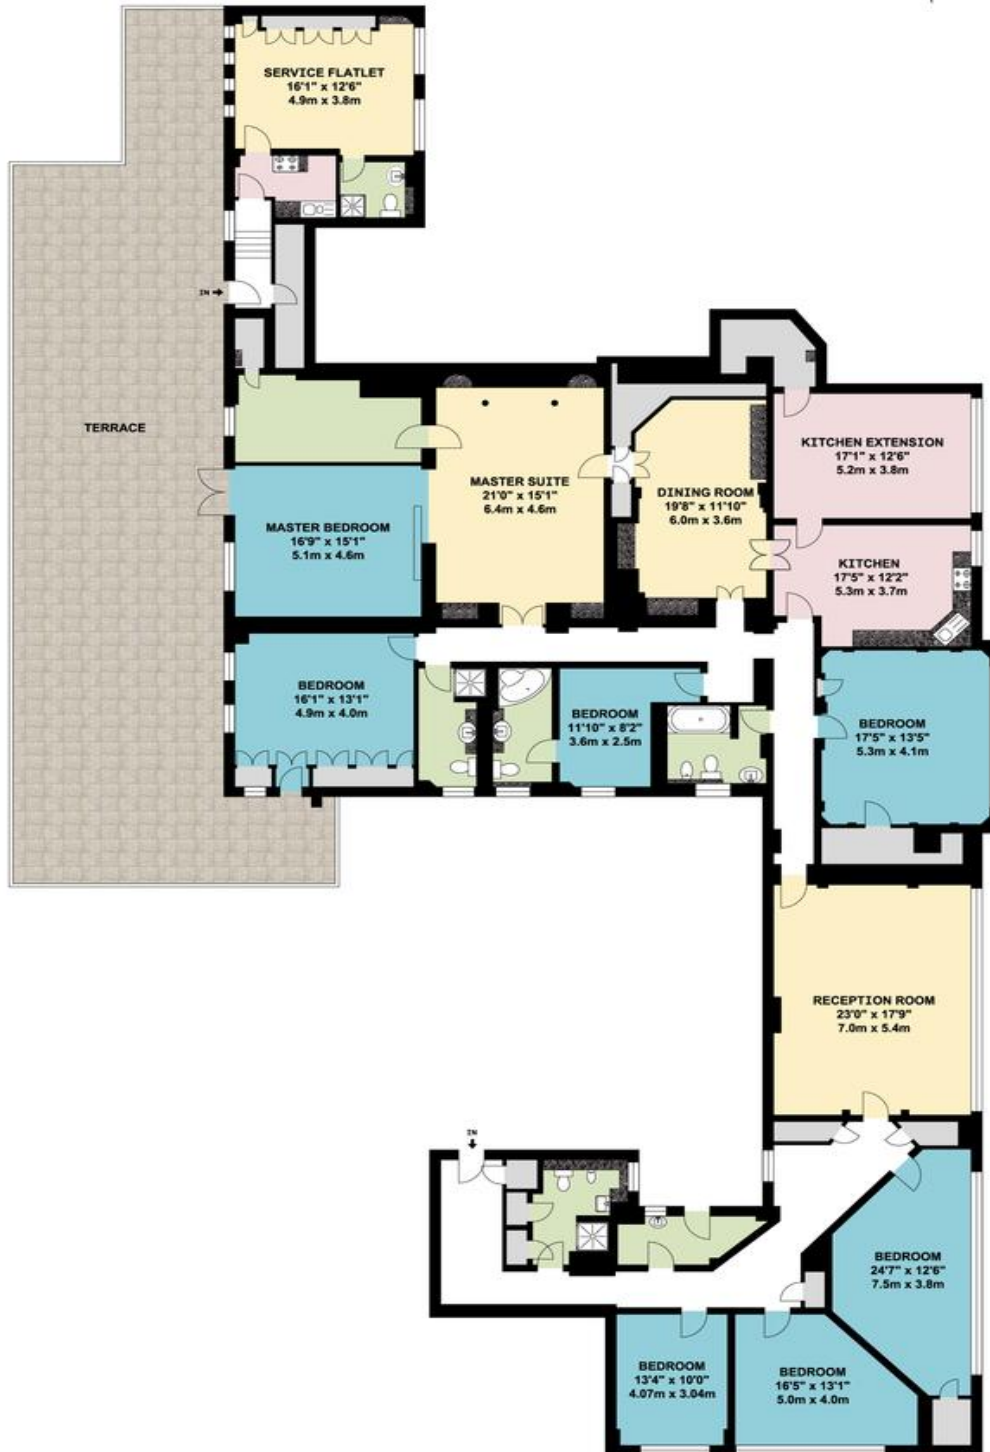 SERVICE FLATLET
16'1" x 12'6"
4.9m x 3.8m
IN
TERRACE
MASTER SUITE
21'0" x 15'1"
6.4m x 4.6m
MASTER BEDROOM
16'9" x 15'1"
5.1m x 4.6m
DINING ROOM
19'8" x 11'10"
6.0m x 3.6m
KITCHEN EXTENSION
17'1" x 12'6"
5.2m x 3.8m
KITCHEN
17'5" x 12'2"
5.3m x 3.7m
BEDROOM
16'1" x 13'1"
4.9m x 4.0m
BEDROOM
11'10" x 8'2"
3.6m x 2.5m
BEDROOM
17'5" x 13'5"
5.3m x 4.1m
RECEPTION ROOM
23'0" x 17'9"
7.0m x 5.4m
IN
BEDROOM
24'7" x 12'6"
7.5m x 3.8m
BEDROOM
13'4" x 10'0"
4.07m x 3.04m
BEDROOM
16'5" x 13'1"
5.0m x 4.0m